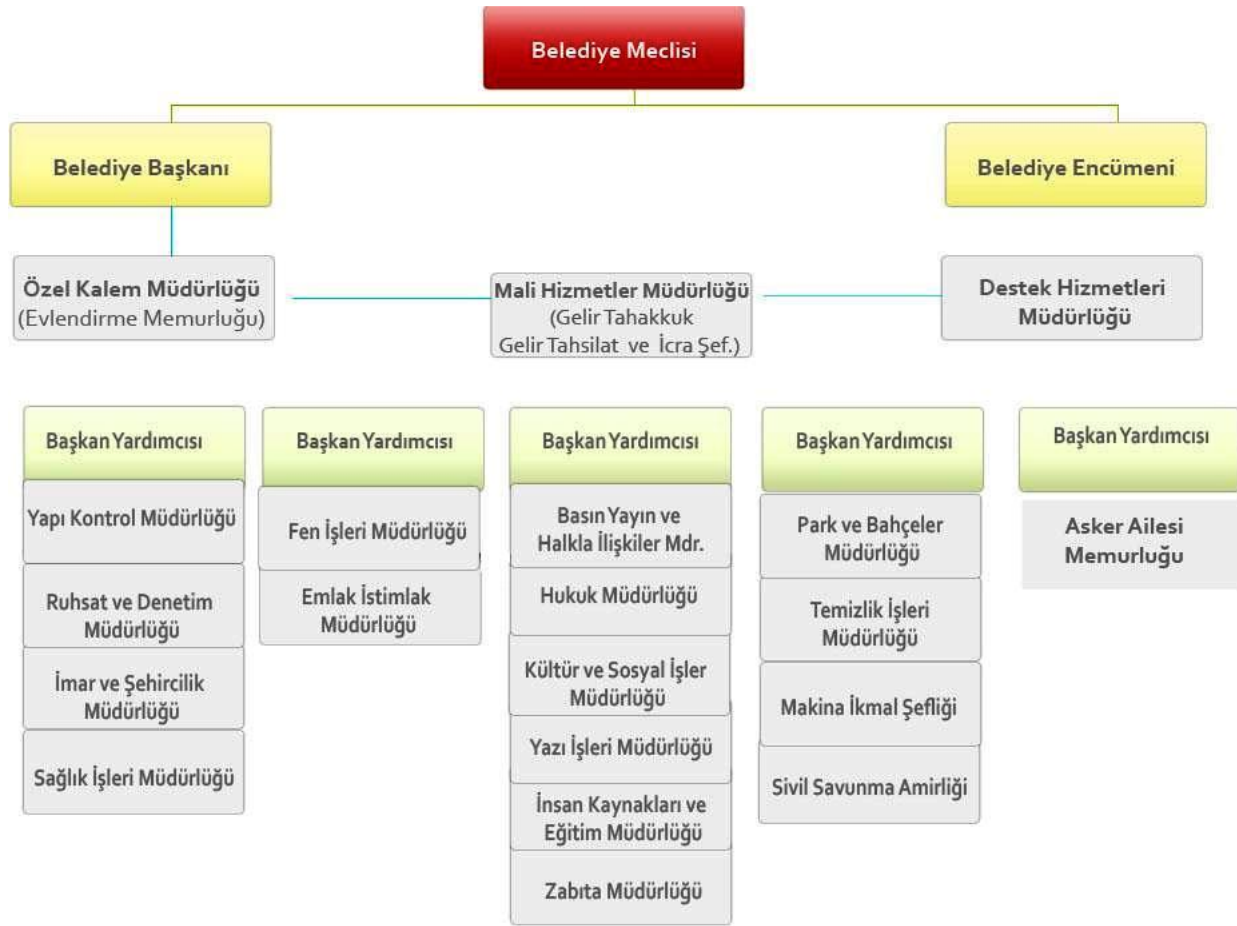 Belediye Meclisi
Belediye Başkanı
Belediye Encümeni
Özel Kalem Müdürlüğü
(Evlendirme Memurluğu)
Mali Hizmetler Müdürlüğü
(Gelir Tahakkuk
Gelir Tahsilat ve İcra Şef.)
Destek Hizmetleri
Müdürlüğü
Başkan Yardımcısı
Yapı Kontrol Müdürlüğü
Ruhsat ve Denetim
Müdürlüğü
İmar ve Şehircilik
Müdürlüğü
Sağlık İşleri Müdürlüğü
Başkan Yardımcısı
Fen İşleri Müdürlüğü
Emlak İstimlak
Müdürlüğü
Başkan Yardımcısı
Basın Yayın ve
Halkla İlişkiler Mdr.
Hukuk Müdürlüğü
Kültür ve Sosyal İşler
Müdürlüğü
Yazı İşleri Müdürlüğü
İnsan Kaynakları ve
Eğitim Müdürlüğü
Zabıta Müdürlüğü
Başkan Yardımcısı
Park ve Bahçeler
Müdürlüğü
Temizlik İşleri
Müdürlüğü
Makina İkmal Şefliği
Sivil Savunma Amirliği
Başkan Yardımcısı
Asker Ailesi
Memurluğu